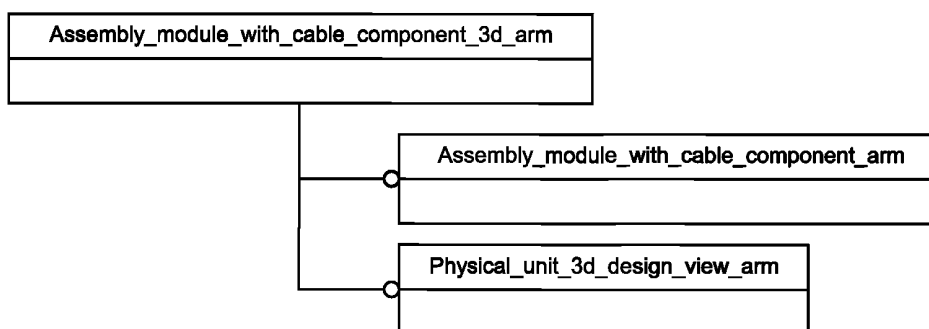 Assembly_module_with_cable_component_3d_arm
Assembly_module_with_cable_component_arm
Physical_unit_3d_design_view_arm